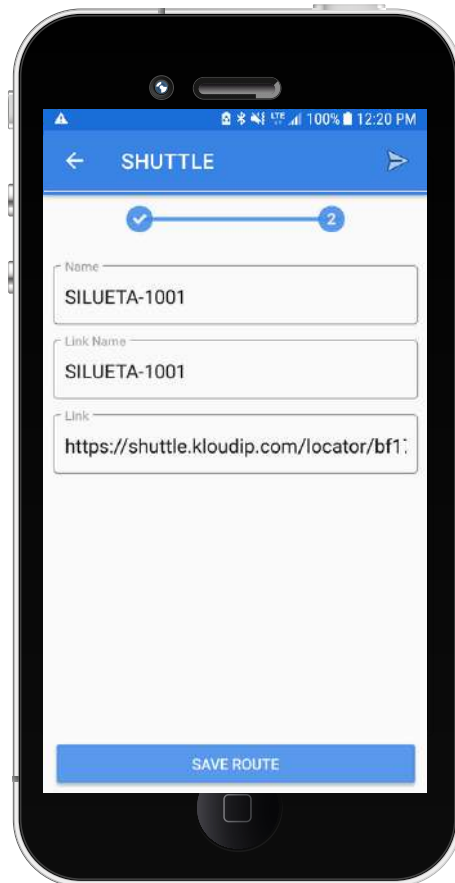 LTE 100% 12:20 PM
SHUTTLE
2
Name
SILUETA-1001
Link Name
SILUETA-1001
Link
https://shuttle.kloudip.com/locator/bf1
SAVE ROUTE